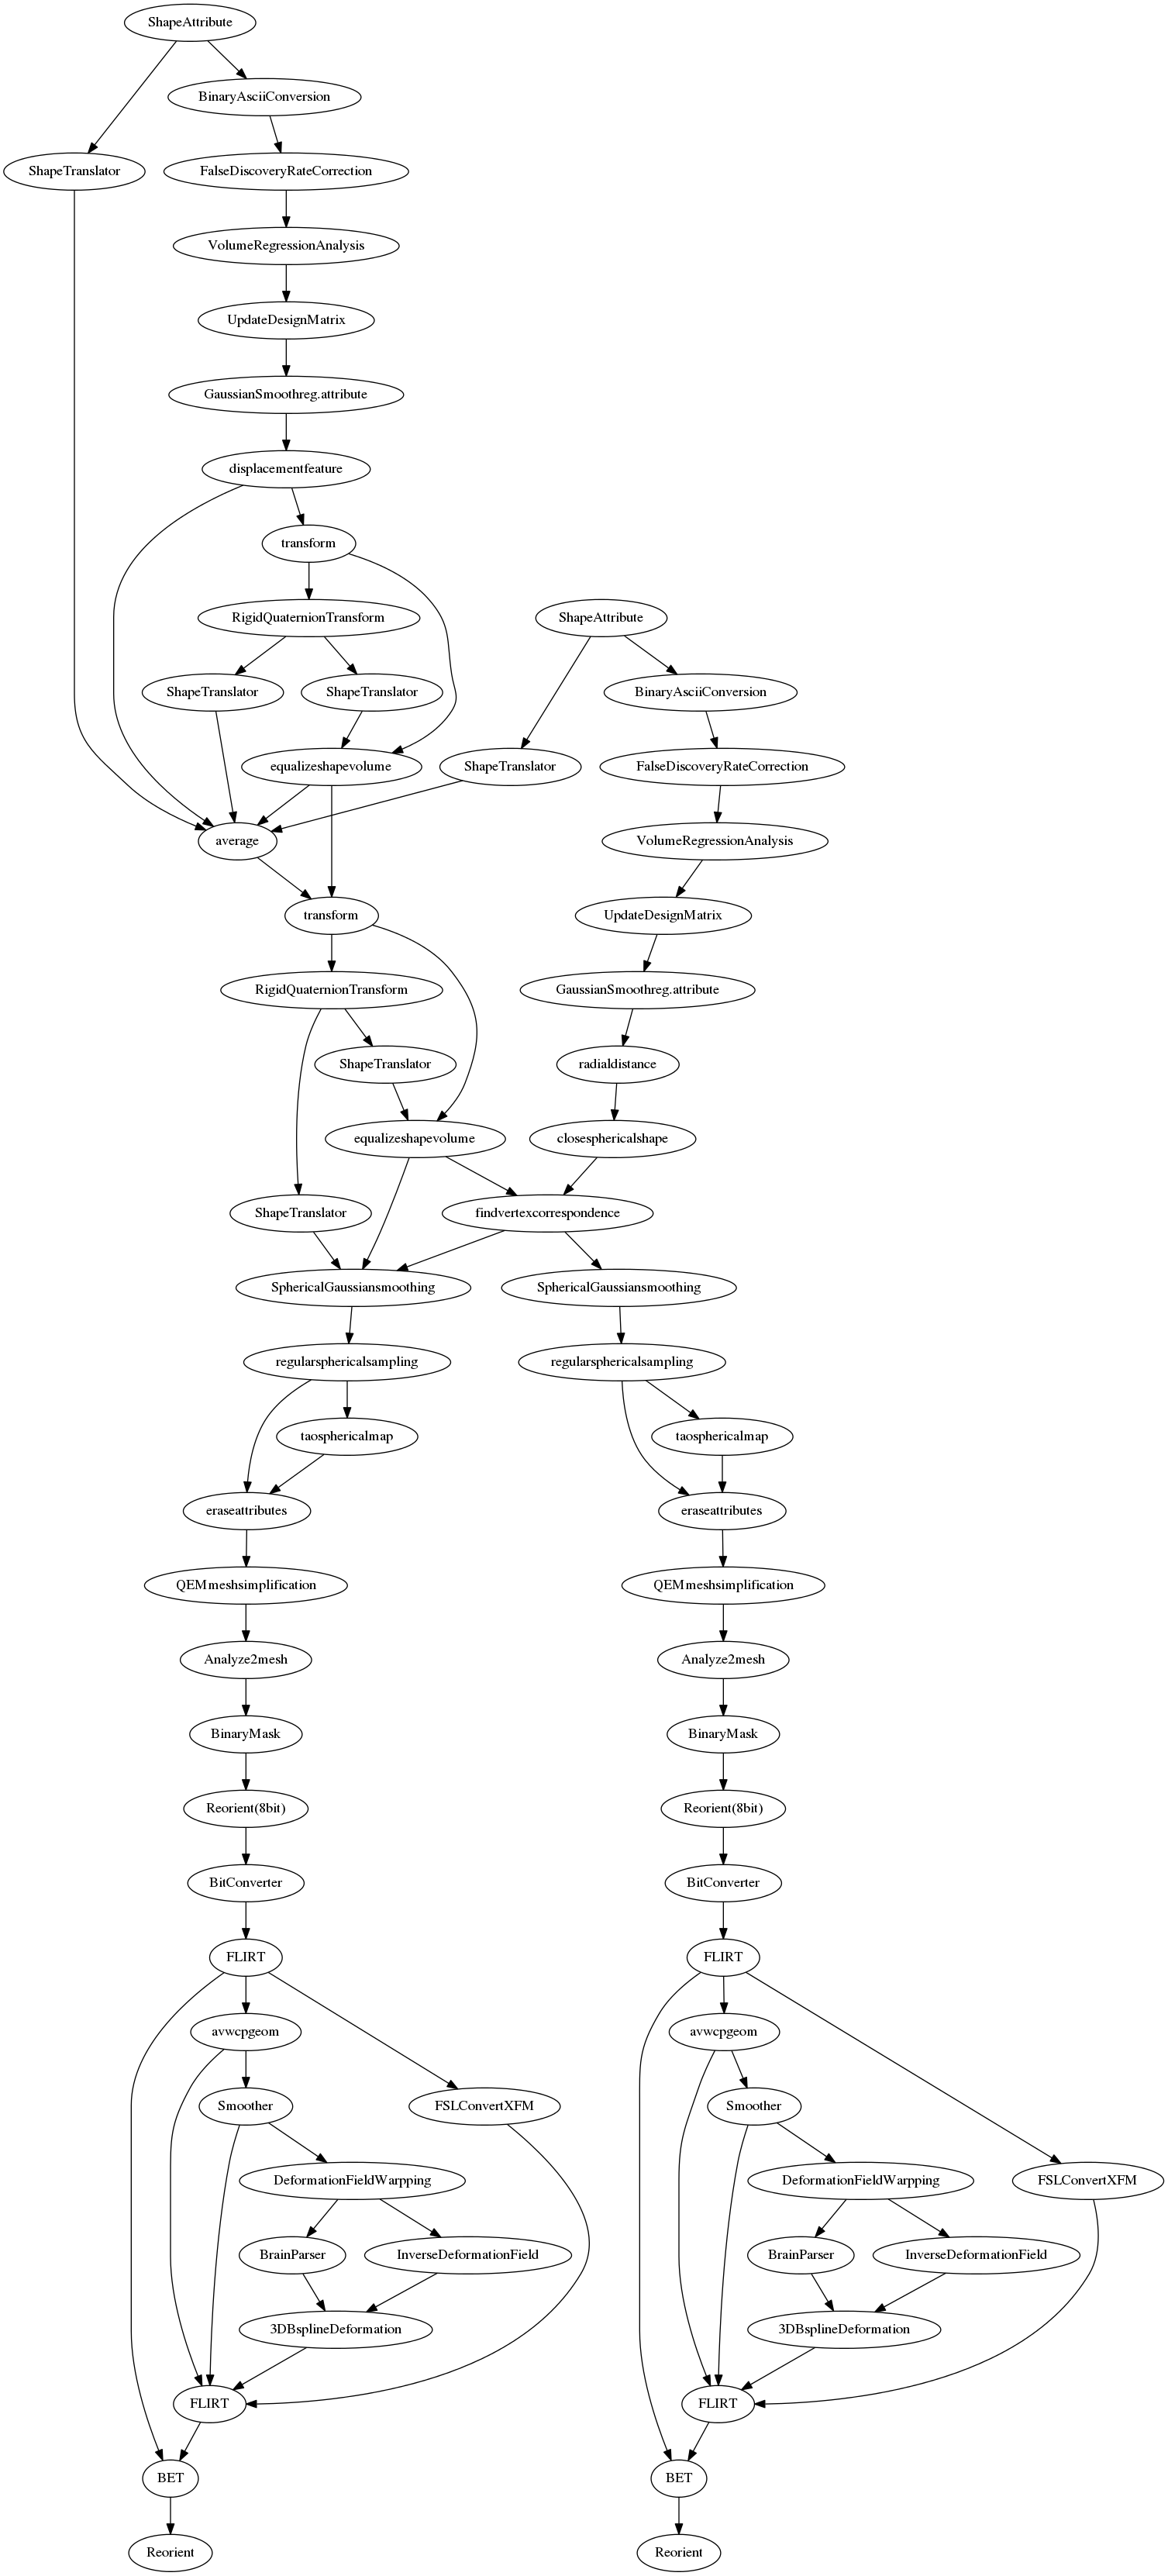 ShapeAttribute
BinaryAsciiConversion
ShapeTranslator
FalseDiscoveryRateCorrection
VolumeRegressionAnalysis
UpdateDesignMatrix
GaussianSmoothreg.attribute
displacementfeature
transform
RigidQuaternionTransform
ShapeAttribute
ShapeTranslator
ShapeTranslator
BinaryAsciiConversion
equalizeshapevolume
ShapeTranslator
FalseDiscoveryRateCorrection
average
VolumeRegressionAnalysis
transform
UpdateDesignMatrix
RigidQuaternionTransform
GaussianSmoothreg.attribute
ShapeTranslator
radialdistance
equalizeshapevolume
closesphericalshape
ShapeTranslator
findvertexcorrespondence
SphericalGaussiansmoothing
SphericalGaussiansmoothing
regularsphericalsampling
regularsphericalsampling
taosphericalmap
taosphericalmap
eraseattributes
eraseattributes
QEMmeshsimplification
QEMmeshsimplification
Analyze2mesh
Analyze2mesh
BinaryMask
BinaryMask
Reorient(8bit)
Reorient(8bit)
BitConverter
BitConverter
FLIRT
FLIRT
avwcpgeom
avwcpgeom
Smoother
FSLConvertXFM
Smoother
DeformationFieldWarpping
DeformationFieldWarpping
FSLConvertXFM
BrainParser
InverseDeformationField
BrainParser
InverseDeformationField
3DBsplineDeformation
3DBsplineDeformation
FLIRT
FLIRT
BET
BET
Reorient
Reorient